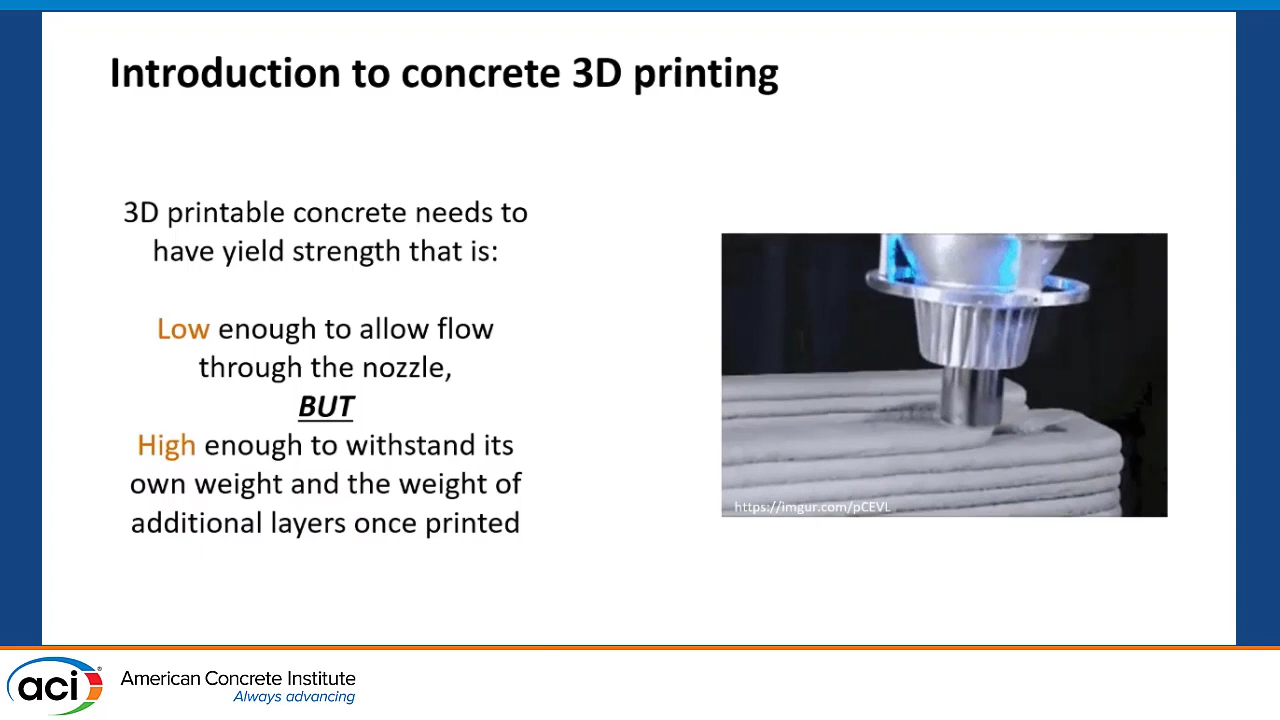 Introduction to concrete 3D printing
3D printable concrete needs to
have yield strength that is:
Low enough to allow flow
through the nozzle,
BUT
High enough to withstand its
own weight and the weight of
additional layers once printed
https://imgur.com/pCEVL
aci®
American Concrete Institute
Always advancing